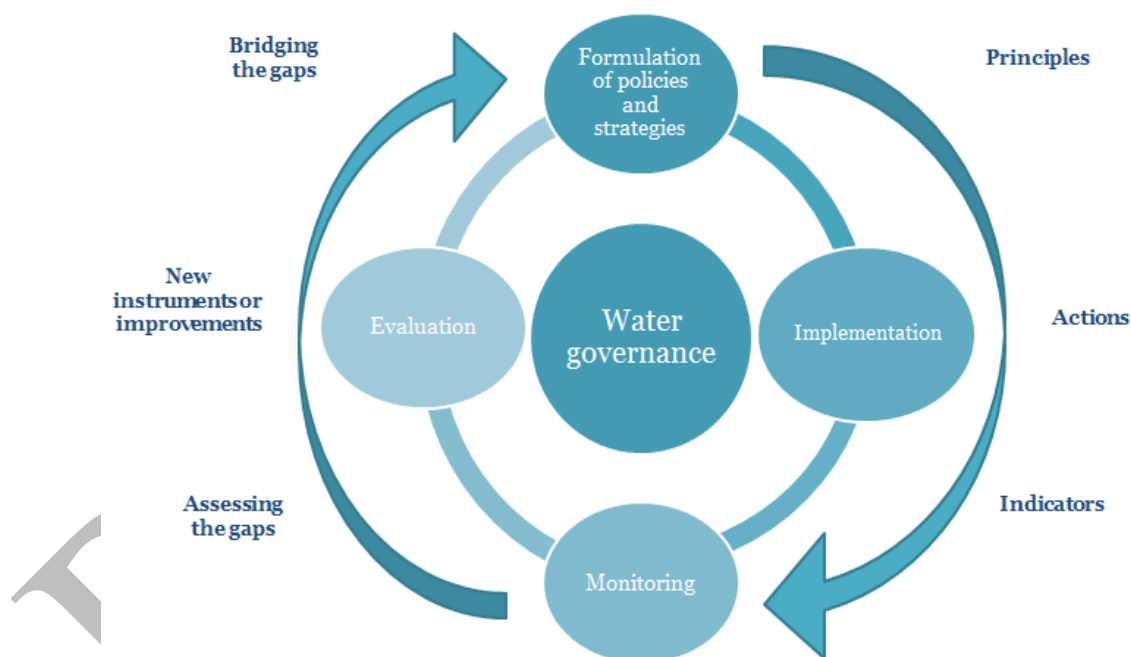 Bridging
the gaps
Formulation
of policies
and
strategies
Principles
New
instruments or
improvements
Evaluation
Water
governance
Implementation
Actions
Assessing
the gaps
Monitoring
Indicators